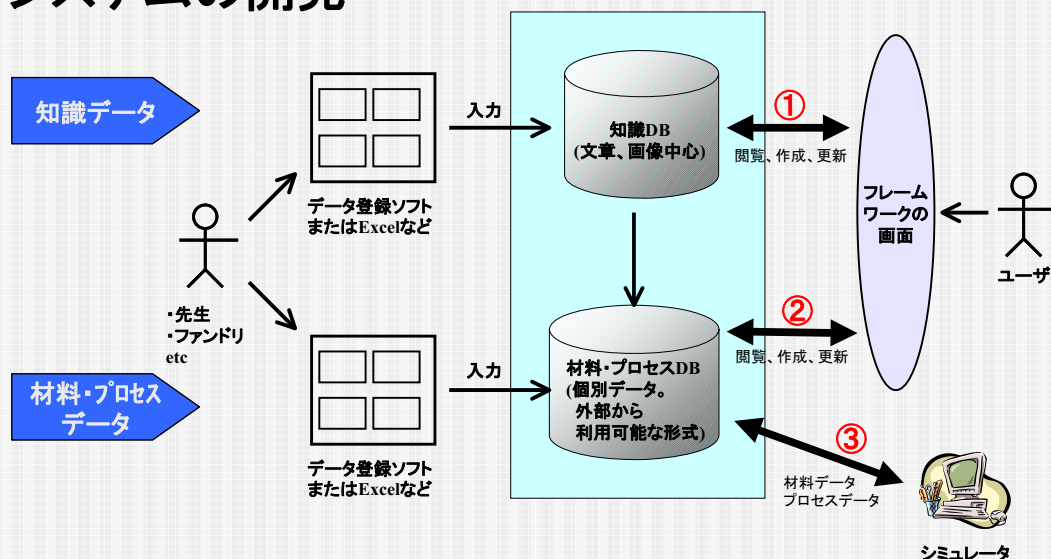 システムの開発
知識データ
データ登録ソフト
またはExcelなど
入力
知識DB
(文章、画像中心)
①
閲覧、作成、更新
フレーム
ワークの
画面
ユーザ
・先生
・ファンドリ
etc
材料・プロセス
データ
データ登録ソフト
またはExcelなど
入力
材料・プロセスDB
(個別データ。
外部から
利用可能な形式)
②
閲覧、作成、更新
③
材料データ
プロセスデータ
シミュレータ